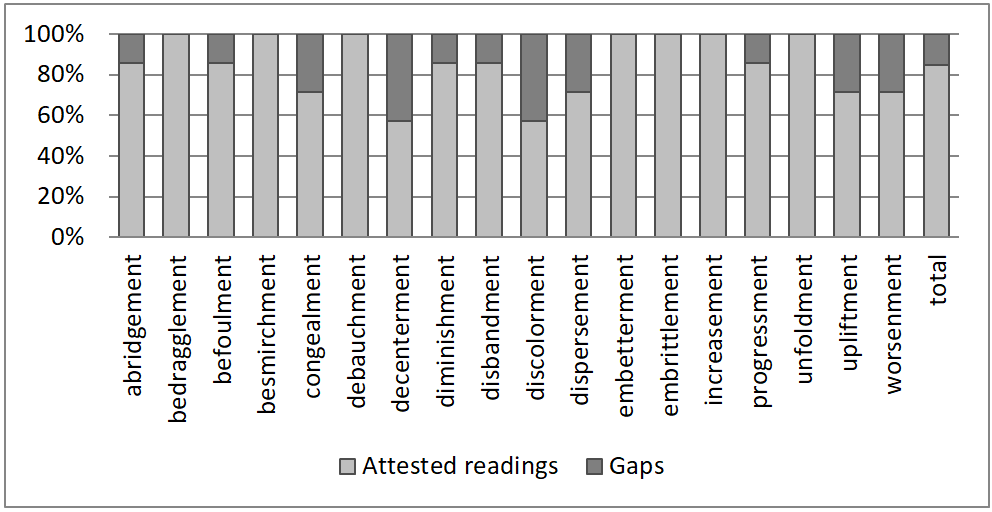 100%
80%
60%
40%
20%
0%
abridgement
bedragglement
befoulment
besmirchment
congealment
debauchment
decenterment
diminishment
disbandment
discolorment
dispersement
embetterment
embrittlement
increasement
progressment
unfoldment
upliftment
worsenment
total
Attested readings Gaps